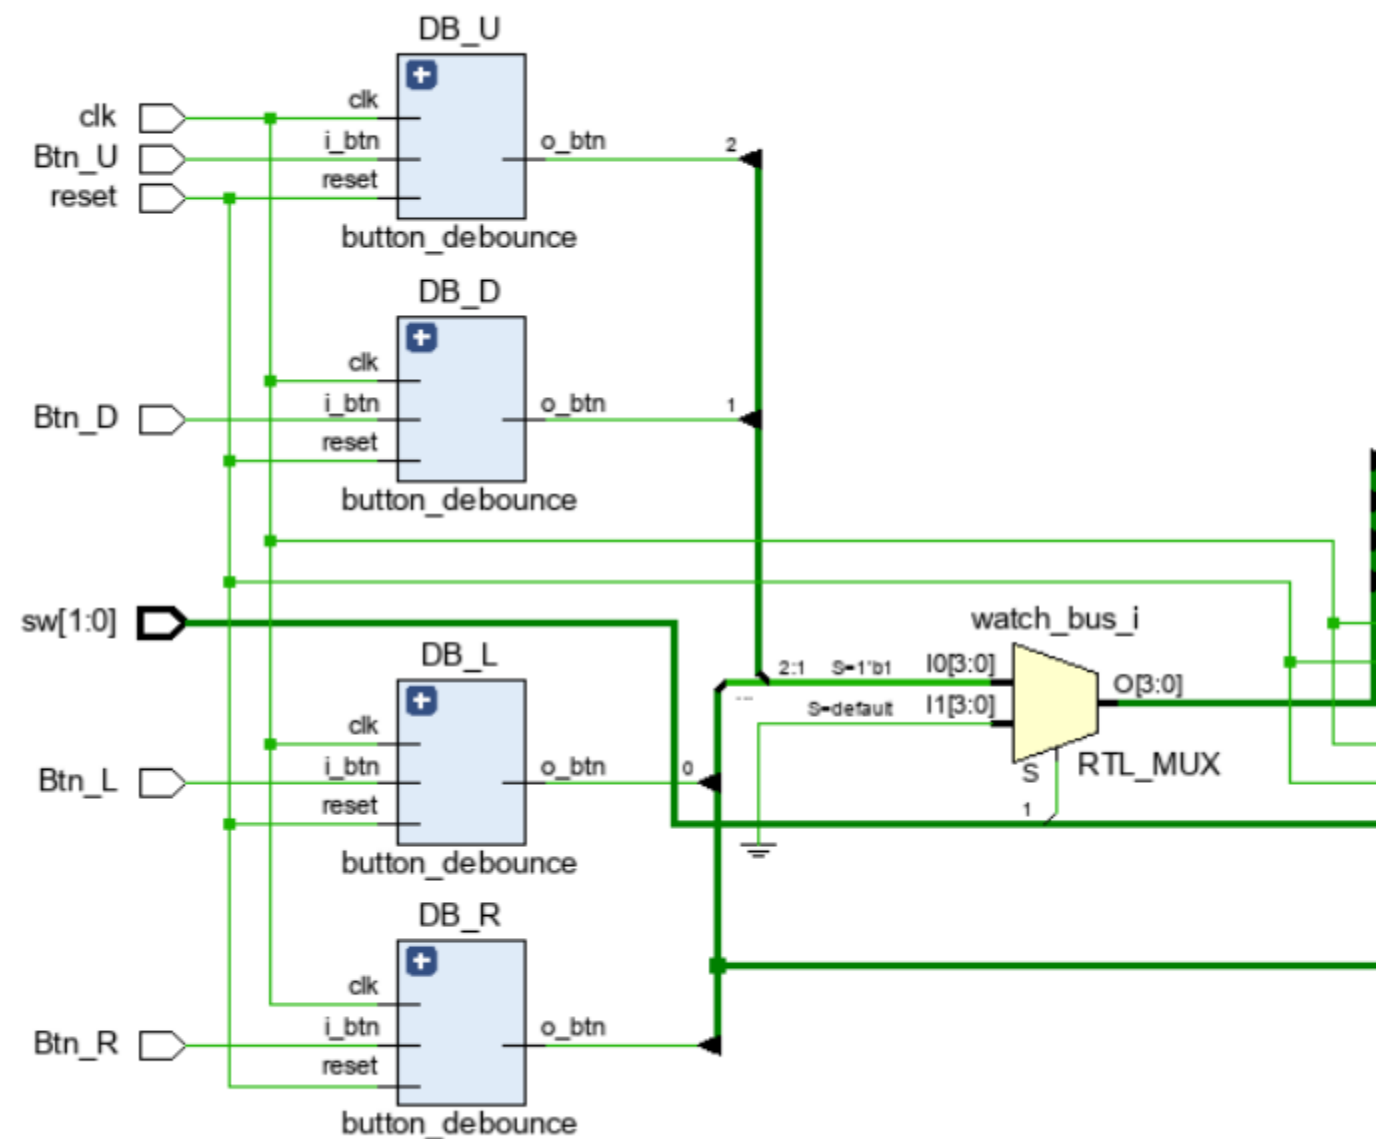 DB_U
clk
clk
Btn_U
i_btn
o_btn
2
reset
reset
button_debounce
DB_D
clk
Btn_D
i_btn
o_btn
1
reset
button_debounce
sw[1:0]
watch_bus_i
DB_L
2:1
S=1'b1
I0[3:0]
...
S=default
I1[3:0]
O[3:0]
clk
Btn_L
i_btn
o_btn
0
S
RTL_MUX
reset
1
button_debounce
DB_R
clk
Btn_R
i_btn
o_btn
reset
button_debounce